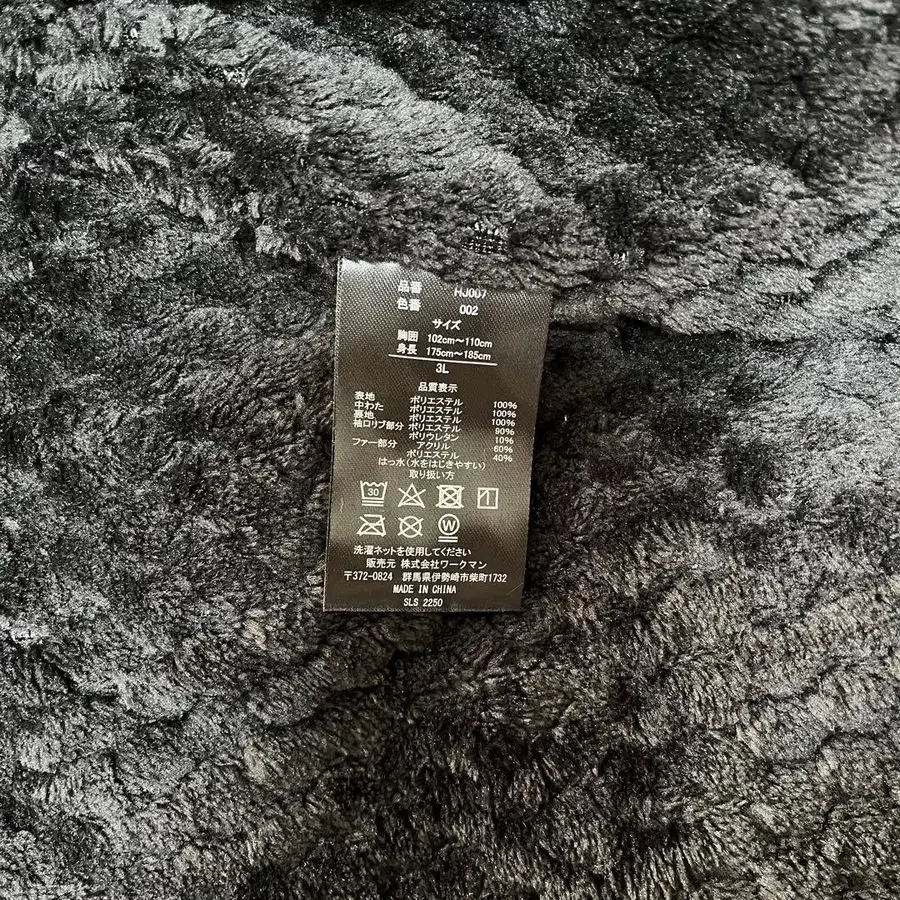 品番 HJ007
色番 002
サイズ
胸囲 102cm〜110cm
身長 175cm〜185cm
3L
品質表示
表地 ポリエステル 100%
中わた ポリエステル 100%
裏地 ポリエステル 100%
袖口リブ部分 ポリエステル 90%
ポリウレタン 10%
ファー部分 アクリル 60%
ポリエステル 40%
はっ水(水をはじきやすい)
取り扱い方
30
W
洗濯ネットを使用してください
販売元 株式会社ワークマン
〒372-0824 群馬県伊勢崎市柴町1732
MADE IN CHINA
SLS 2250